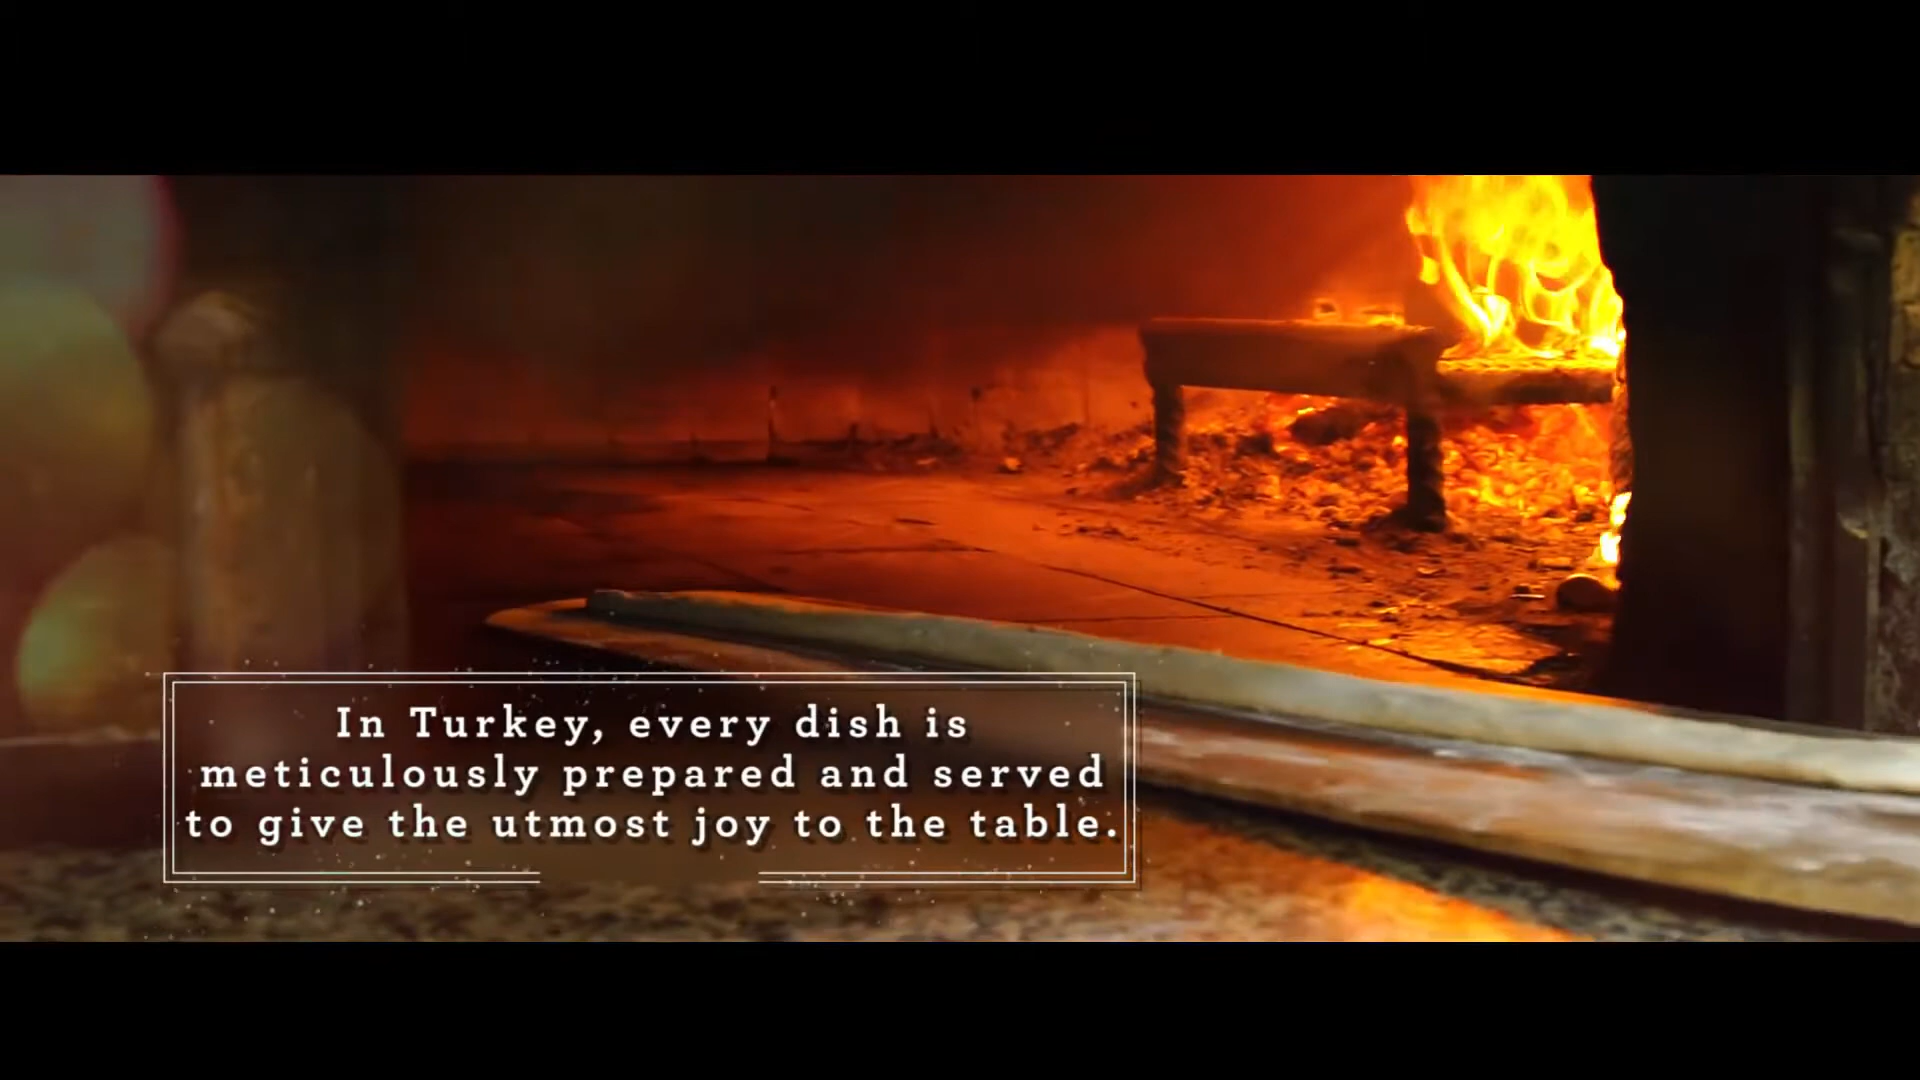 In Turkey, every dish is
meticulously prepared and served
to give the utmost joy to the table.